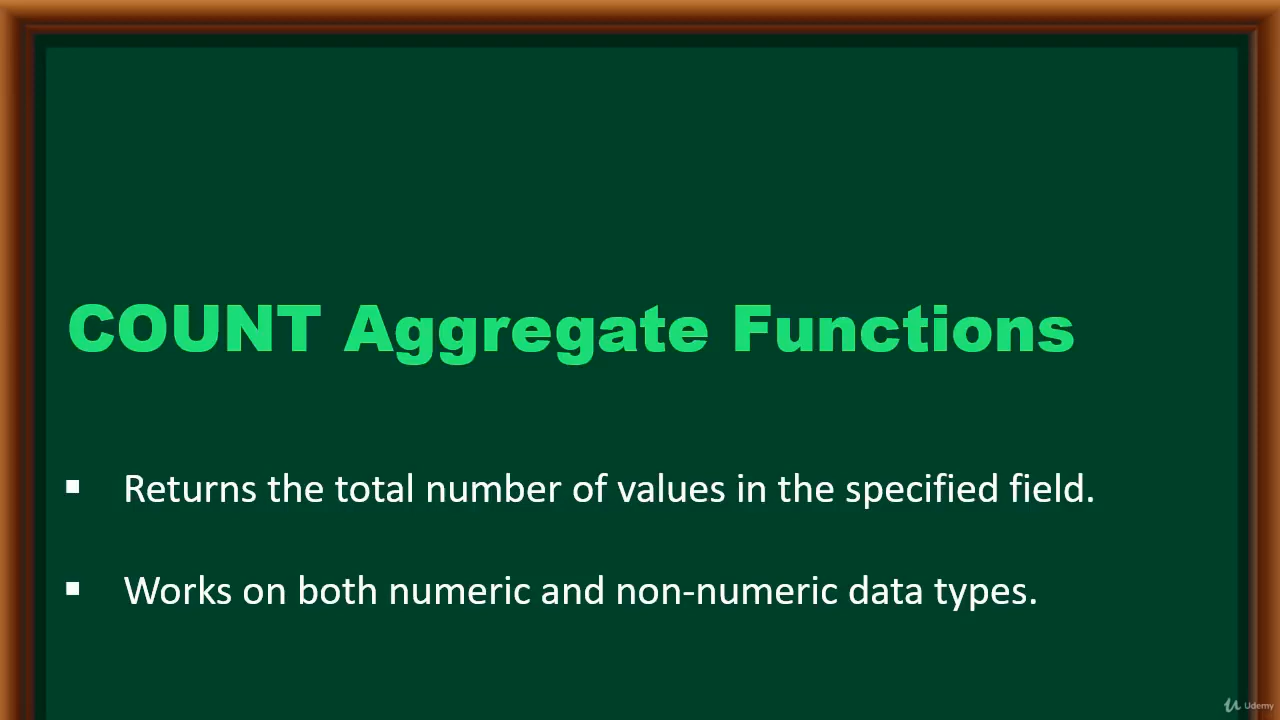 COUNT Aggregate Functions
▪ Returns the total number of values in the specified field.
▪ Works on both numeric and non-numeric data types.
Udemy